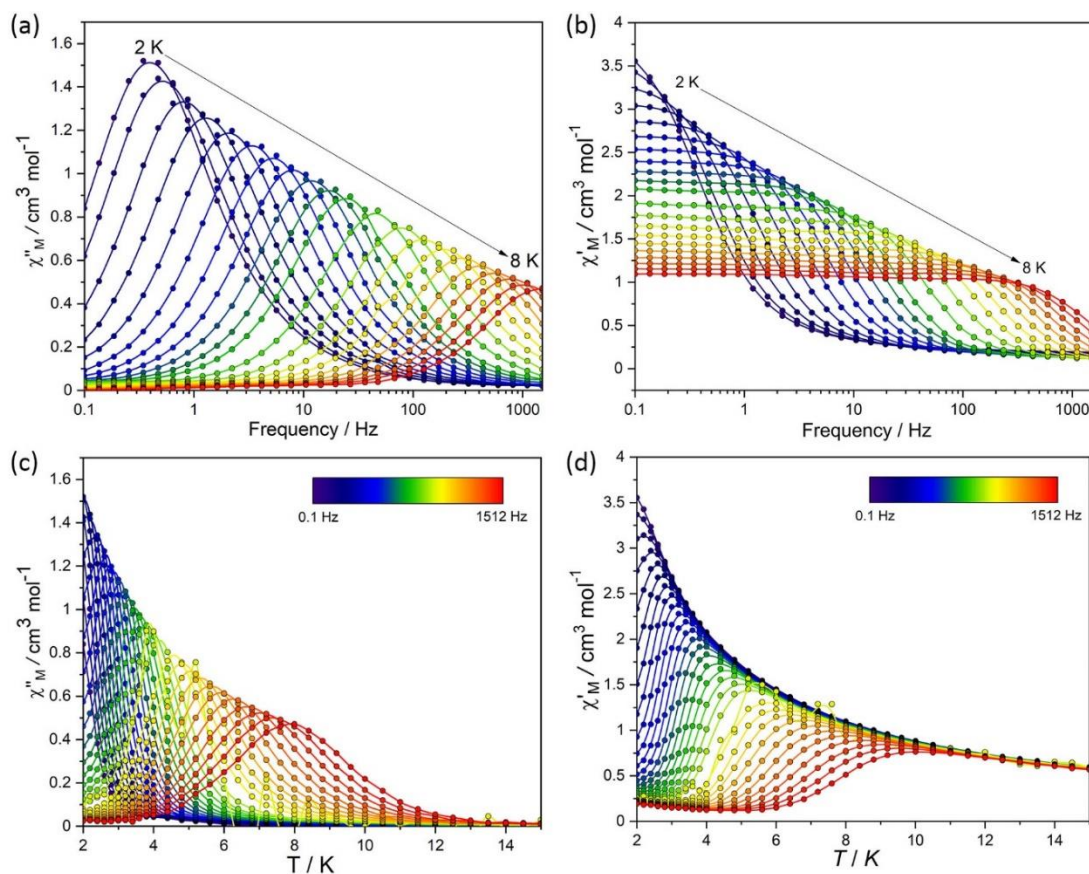 (a)
1.6
1.4
1.2
1
0.8
0.6
0.4
0.2
0
χ"M / cm³ mol⁻¹
2 K
8 K
0.1 1 10 100 1000
Frequency / Hz
(b)
4
3.5
3
2.5
2
1.5
1
0.5
0
χ'M / cm³ mol⁻¹
2 K
8 K
0.1 1 10 100 1000
Frequency / Hz
(c)
1.6
1.4
1.2
1
0.8
0.6
0.4
0.2
0
χ"M / cm³ mol⁻¹
0.1 Hz 1512 Hz
2 4 6 8 10 12 14
T / K
(d)
4
3.5
3
2.5
2
1.5
1
0.5
0
χ'M / cm³ mol⁻¹
0.1 Hz 1512 Hz
2 4 6 8 10 12 14
T / K